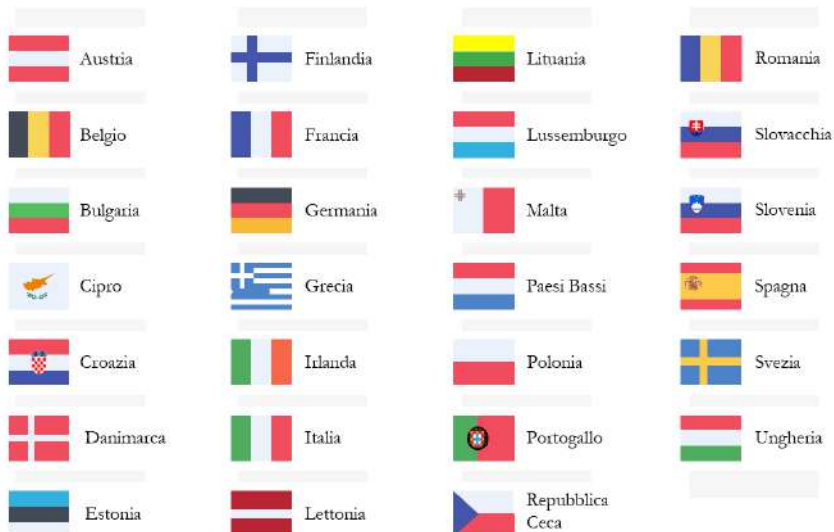 Austria
Belgio
Bulgaria
Cipro
Croazia
Danimarca
Estonia
Finlandia
Francia
Germania
Grecia
Irlanda
Italia
Lettonia
Lituania
Lussemburgo
Malta
Paesi Bassi
Polonia
Portogallo
Repubblica
Ceca
Romania
Slovacchia
Slovenia
Spagna
Svezia
Ungheria